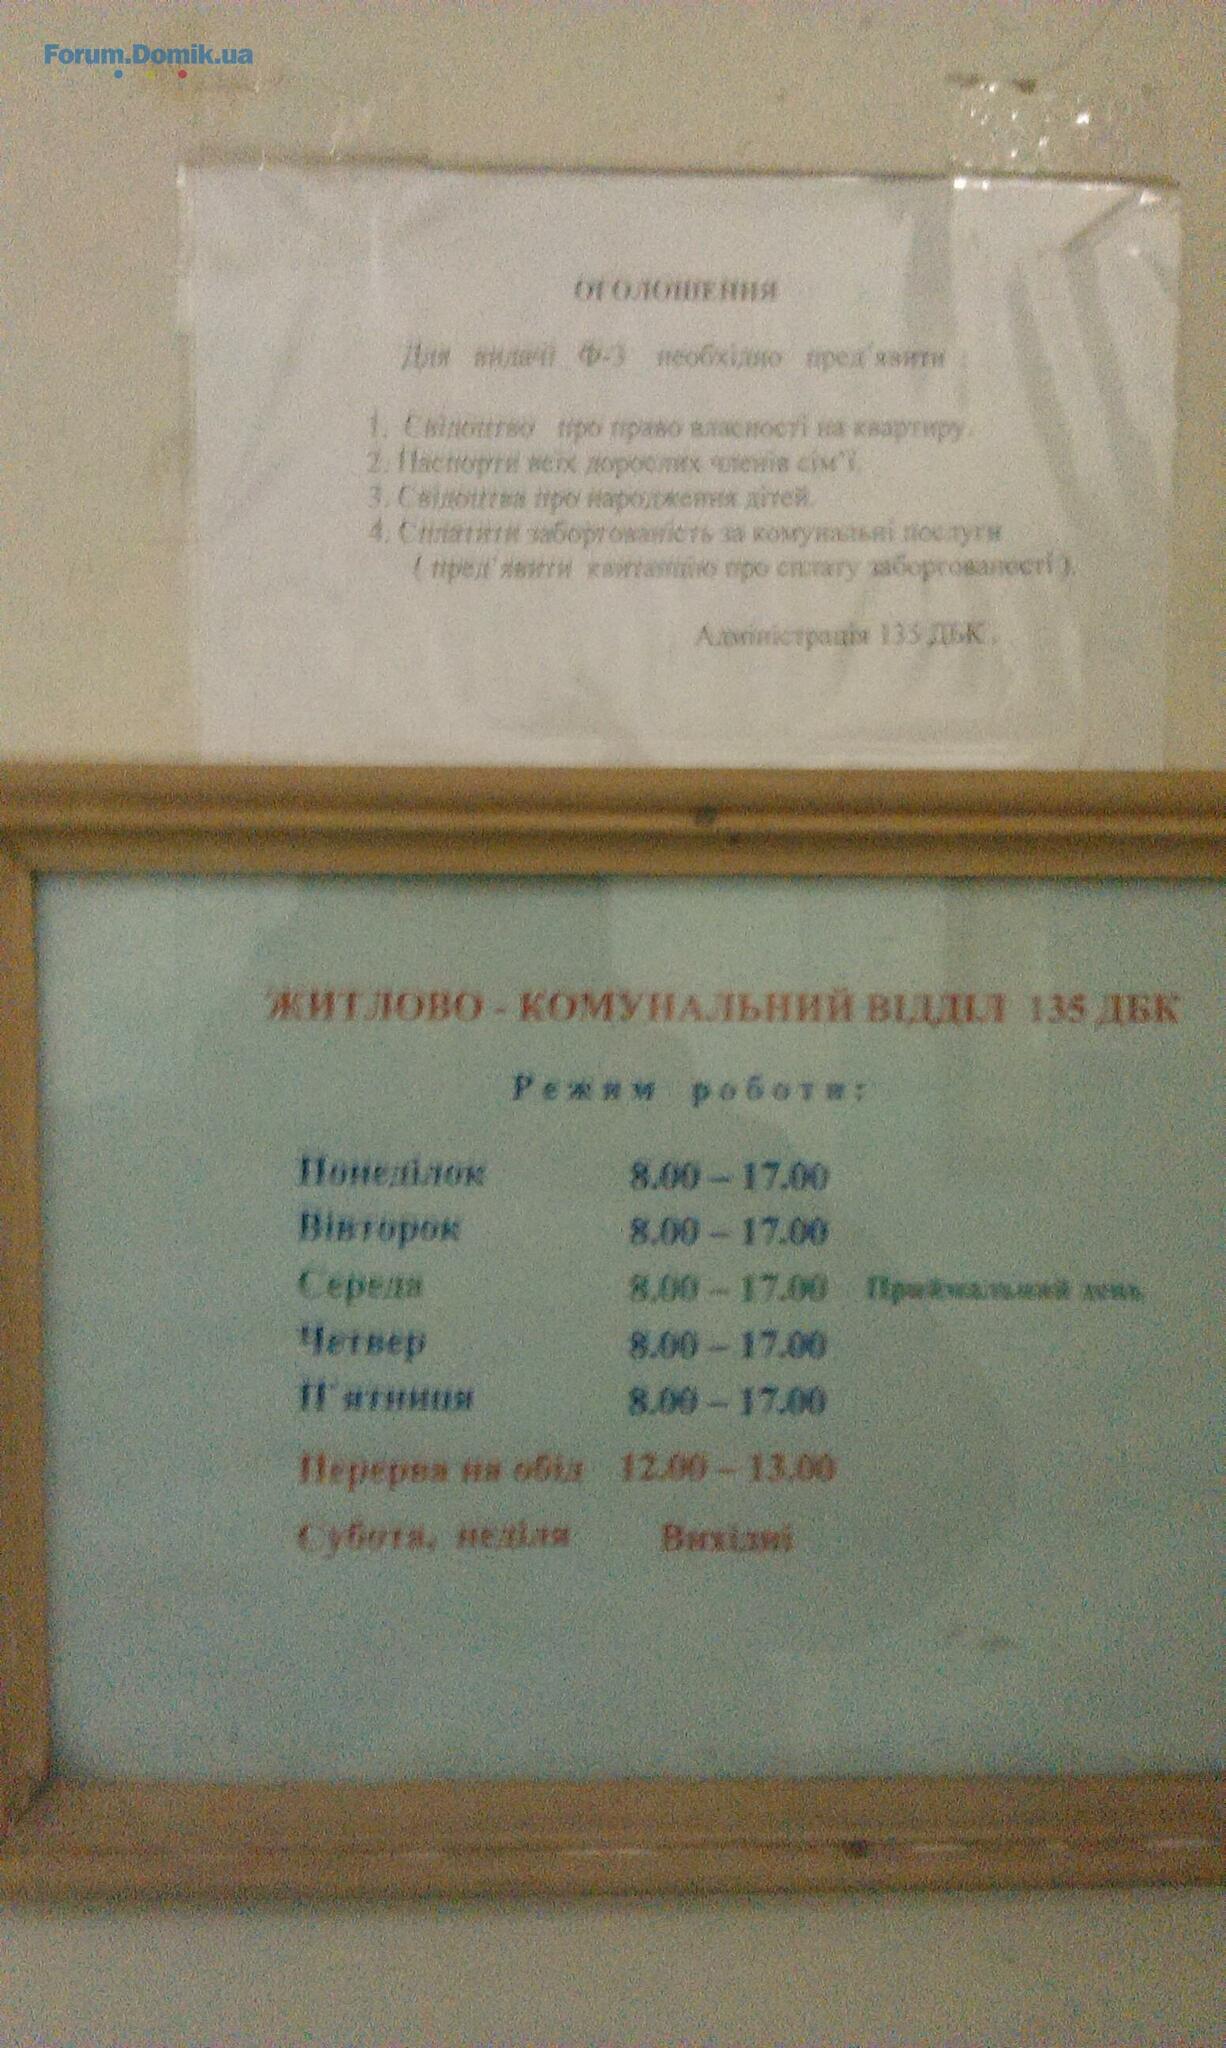 Forum.Domik.ua
ОГОЛОШЕННЯ
Для видачі Ф-3 необхідно пред'явити :
1. Свідоцтво про право власності на квартиру.
2. Паспорти всіх дорослих членів сім'ї.
3. Свідоцтва про народження дітей.
4. Сплатити заборгованість за комунальні послуги
( пред'явити квитанцію про сплату заборгованості ).
Адміністрація 135 ДБК .
ЖИТЛОВО - КОМУНАЛЬНИЙ ВІДДІЛ 135 ДБК
Режим роботи:
Понеділок 8.00 – 17.00
Вівторок 8.00 – 17.00
Середа 8.00 – 17.00 Приймальний день
Четвер 8.00 – 17.00
П'ятниця 8.00 – 17.00
Перерва на обід 12.00 – 13.00
Субота, неділя Вихідні